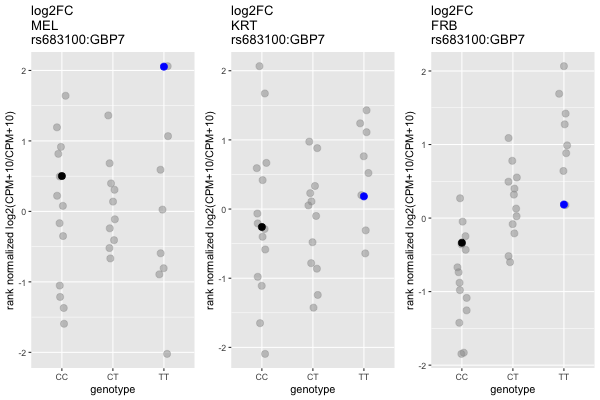 log2FC
MEL
rs683100:GBP7
rank normalized log2(CPM+10/CPM+10)
2
1
0
-1
-2
CC
CT
TT
genotype
log2FC
KRT
rs683100:GBP7
rank normalized log2(CPM+10/CPM+10)
2
1
0
-1
-2
CC
CT
TT
genotype
log2FC
FRB
rs683100:GBP7
rank normalized log2(CPM+10/CPM+10)
2
1
0
-1
-2
CC
CT
TT
genotype